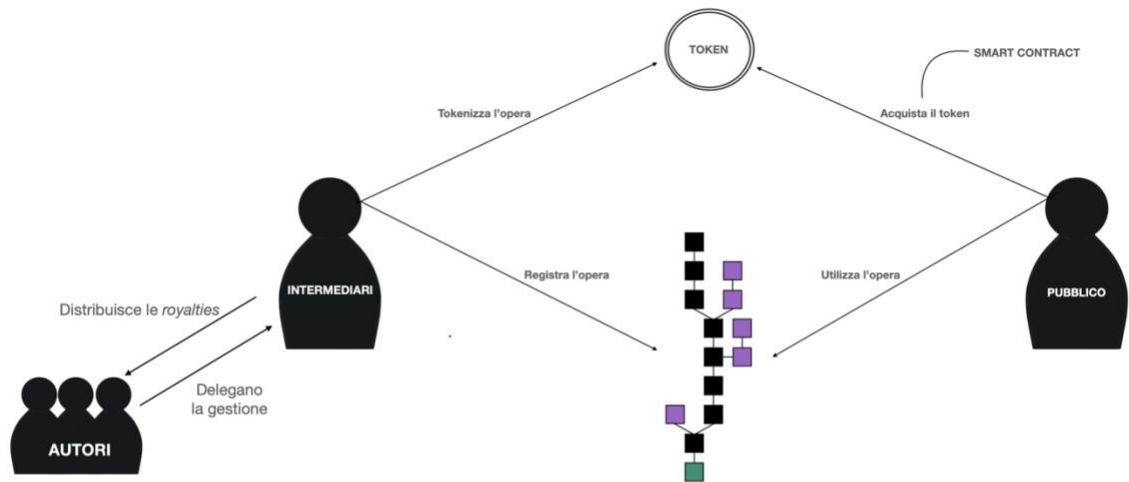 TOKEN
SMART CONTRACT
Tokenizza l'opera
Acquista il token
Registra l'opera
Utilizza l'opera
INTERMEDIARI
PUBBLICO
Distribuisce le royalties
Delegano
la gestione
AUTORI